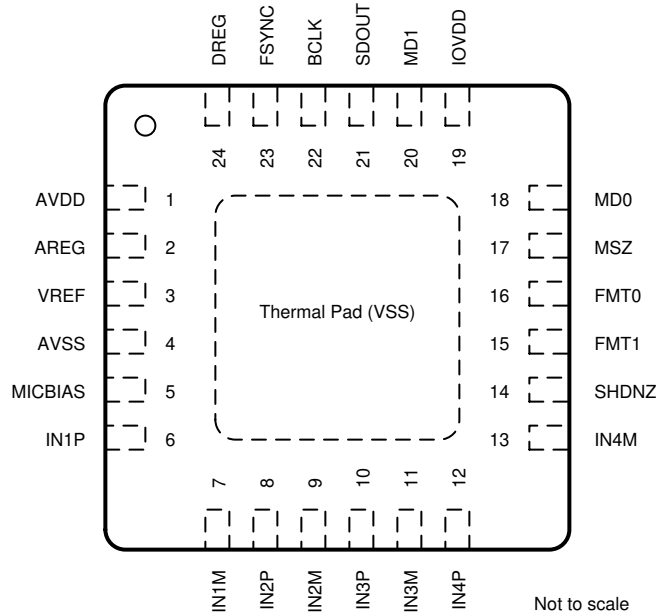 DREG
FSYNC
BCLK
SDOUT
MD1
IOVDD
24
23
22
21
20
19
AVDD 1
AREG 2
VREF 3
AVSS 4
MICBIAS 5
IN1P 6
Thermal Pad (VSS)
18 MD0
17 MSZ
16 FMT0
15 FMT1
14 SHDNZ
13 IN4M
7
8
9
10
11
12
IN1M
IN2P
IN2M
IN3P
IN3M
IN4P
Not to scale